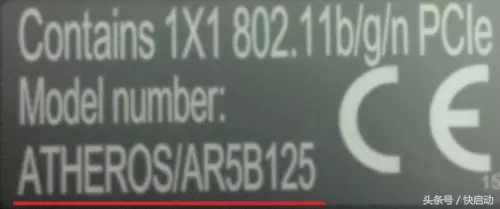 Contains 1X1 802.11b/g/n PCIe
Model number:
ATHEROS/AR5B125
CE
15
头条号/快启动